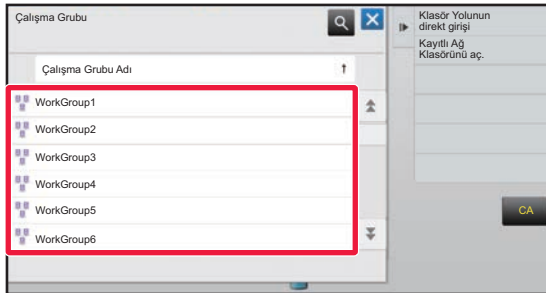 Çalışma Grubu
Çalışma Grubu Adı
WorkGroup1
WorkGroup2
WorkGroup3
WorkGroup4
WorkGroup5
WorkGroup6
Klasör Yolunun
direkt girişi
Kayıtlı Ağ
Klasörünü aç.
CA